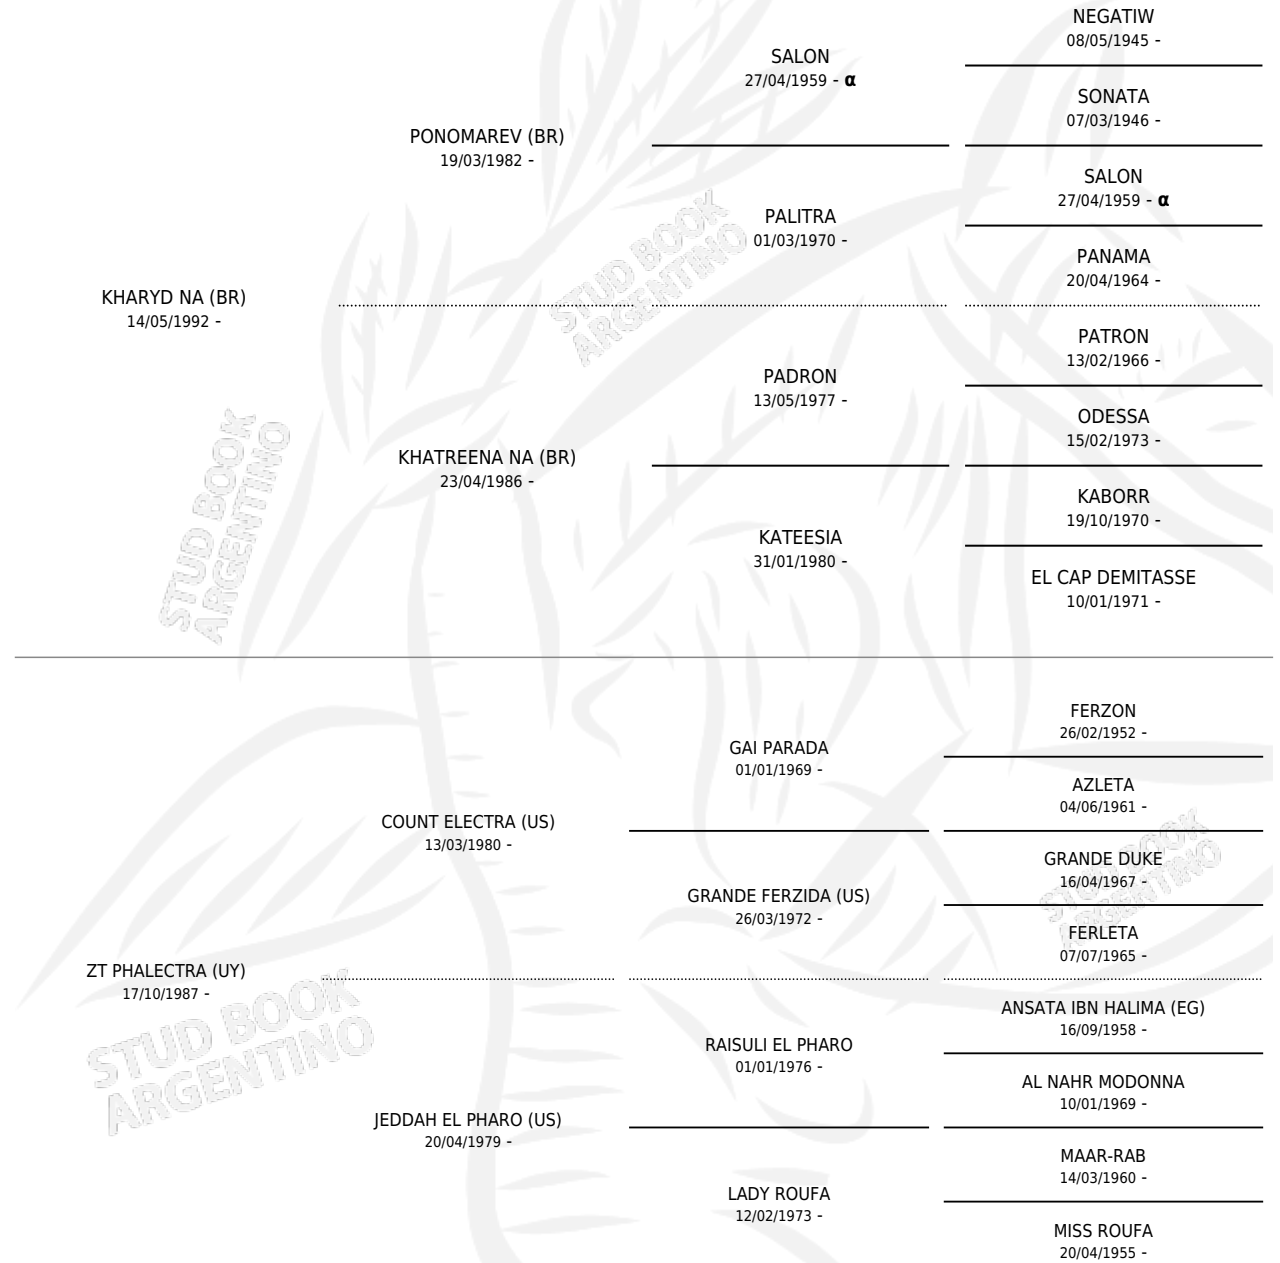 NEGATIW
08/05/1945 -
SALON
27/04/1959 - α
SONATA
07/03/1946 -
PONOMAREV (BR)
19/03/1982 -
SALON
27/04/1959 - α
PALITRA
01/03/1970 -
PANAMA
20/04/1964 -
KHARYD NA (BR)
14/05/1992 -
PATRON
13/02/1966 -
PADRON
13/05/1977 -
ODESSA
15/02/1973 -
KHATREENA NA (BR)
23/04/1986 -
KABORR
19/10/1970 -
KATEESIA
31/01/1980 -
EL CAP DEMITASSE
10/01/1971 -
FERZON
26/02/1952 -
GAI PARADA
01/01/1969 -
AZLETA
04/06/1961 -
COUNT ELECTRA (US)
13/03/1980 -
GRANDE DUKE
16/04/1967 -
GRANDE FERZIDA (US)
26/03/1972 -
FERLETA
07/07/1965 -
ZT PHALECTRA (UY)
17/10/1987 -
ANSATA IBN HALIMA (EG)
16/09/1958 -
RAISULI EL PHARO
01/01/1976 -
AL NAHR MODONNA
10/01/1969 -
JEDDAH EL PHARO (US)
20/04/1979 -
MAAR-RAB
14/03/1960 -
LADY ROUFA
12/02/1973 -
MISS ROUFA
20/04/1955 -
STUD BOOK
ARGENTINO
STUD BOOK
ARGENTINO
STUD BOOK
ARGENTINO
STUD BOOK
ARGENTINO